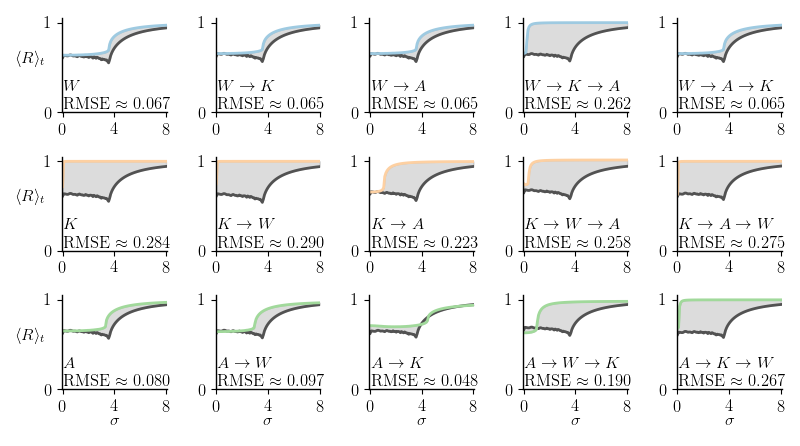 1 1 1 1 1
⟨R⟩t
W W → K W → A W → K → A W → A → K
RMSE ≈ 0.067 RMSE ≈ 0.065 RMSE ≈ 0.065 RMSE ≈ 0.262 RMSE ≈ 0.065
0 0 0 0 0
0 4 8 0 4 8 0 4 8 0 4 8 0 4 8
1 1 1 1 1
⟨R⟩t
K K → W K → A K → W → A K → A → W
RMSE ≈ 0.284 RMSE ≈ 0.290 RMSE ≈ 0.223 RMSE ≈ 0.258 RMSE ≈ 0.275
0 0 0 0 0
0 4 8 0 4 8 0 4 8 0 4 8 0 4 8
1 1 1 1 1
⟨R⟩t
A A → W A → K A → W → K A → K → W
RMSE ≈ 0.080 RMSE ≈ 0.097 RMSE ≈ 0.048 RMSE ≈ 0.190 RMSE ≈ 0.267
0 0 0 0 0
0 4 8 0 4 8 0 4 8 0 4 8 0 4 8
σ σ σ σ σ